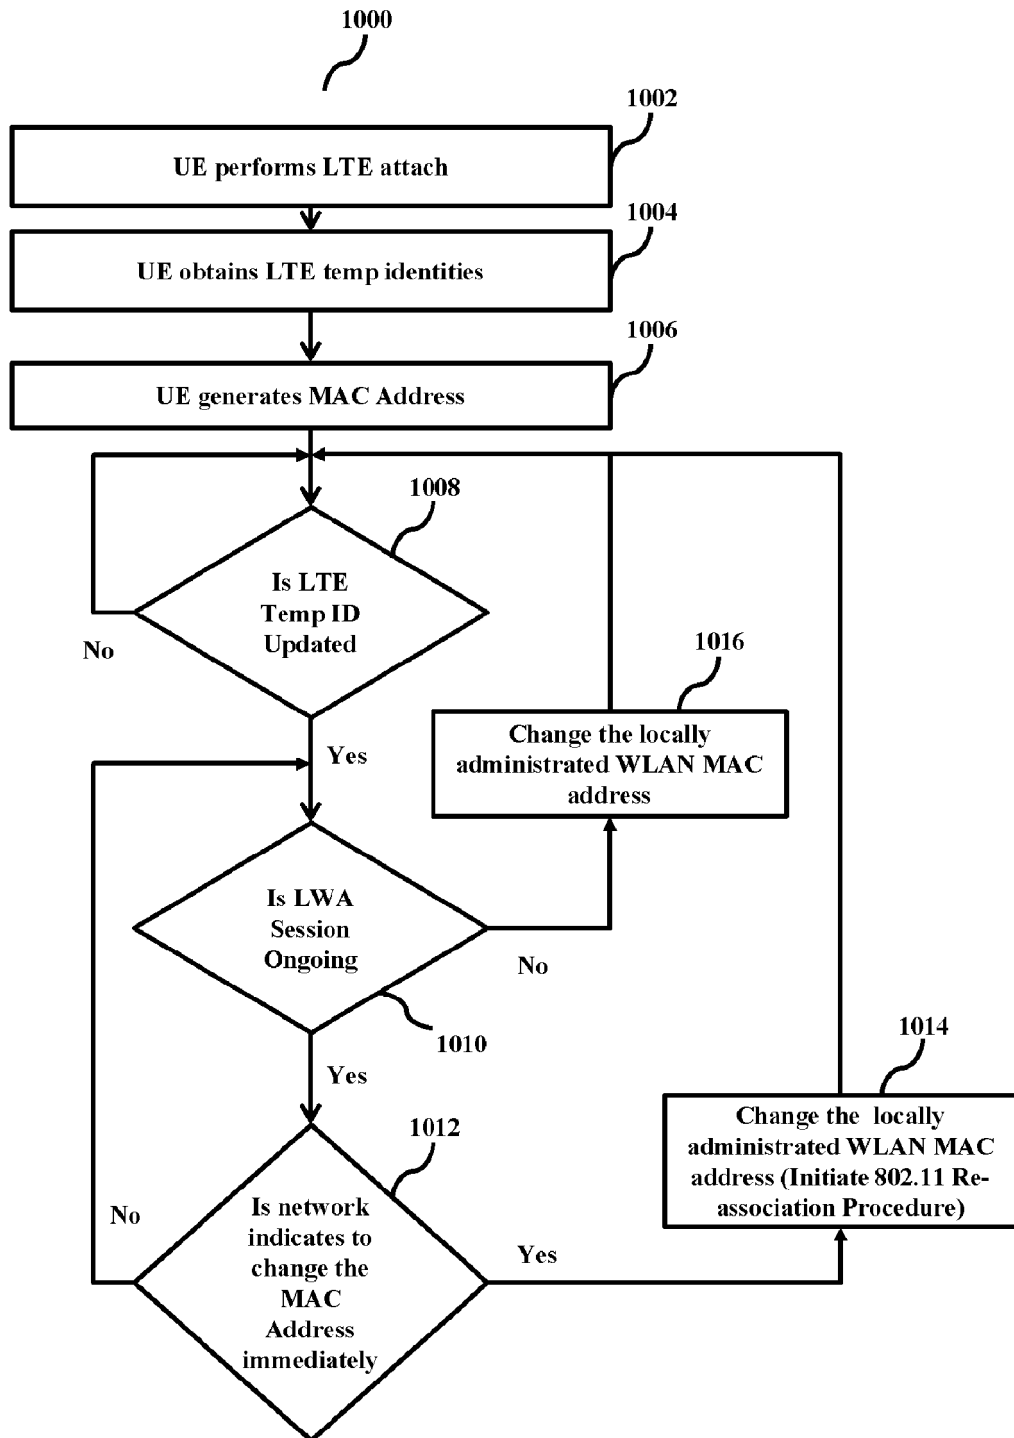 1000
1002
UE performs LTE attach
1004
UE obtains LTE temp identities
1006
UE generates MAC Address
1008
Is LTE
Temp ID
Updated
No
Yes
1016
Change the locally
administrated WLAN MAC
address
Is LWA
Session
Ongoing
No
1010
Yes
1014
Change the locally
administrated WLAN MAC
address (Initiate 802.11 Re-
association Procedure)
1012
Is network
indicates to
change the
MAC
Address
immediately
No
Yes